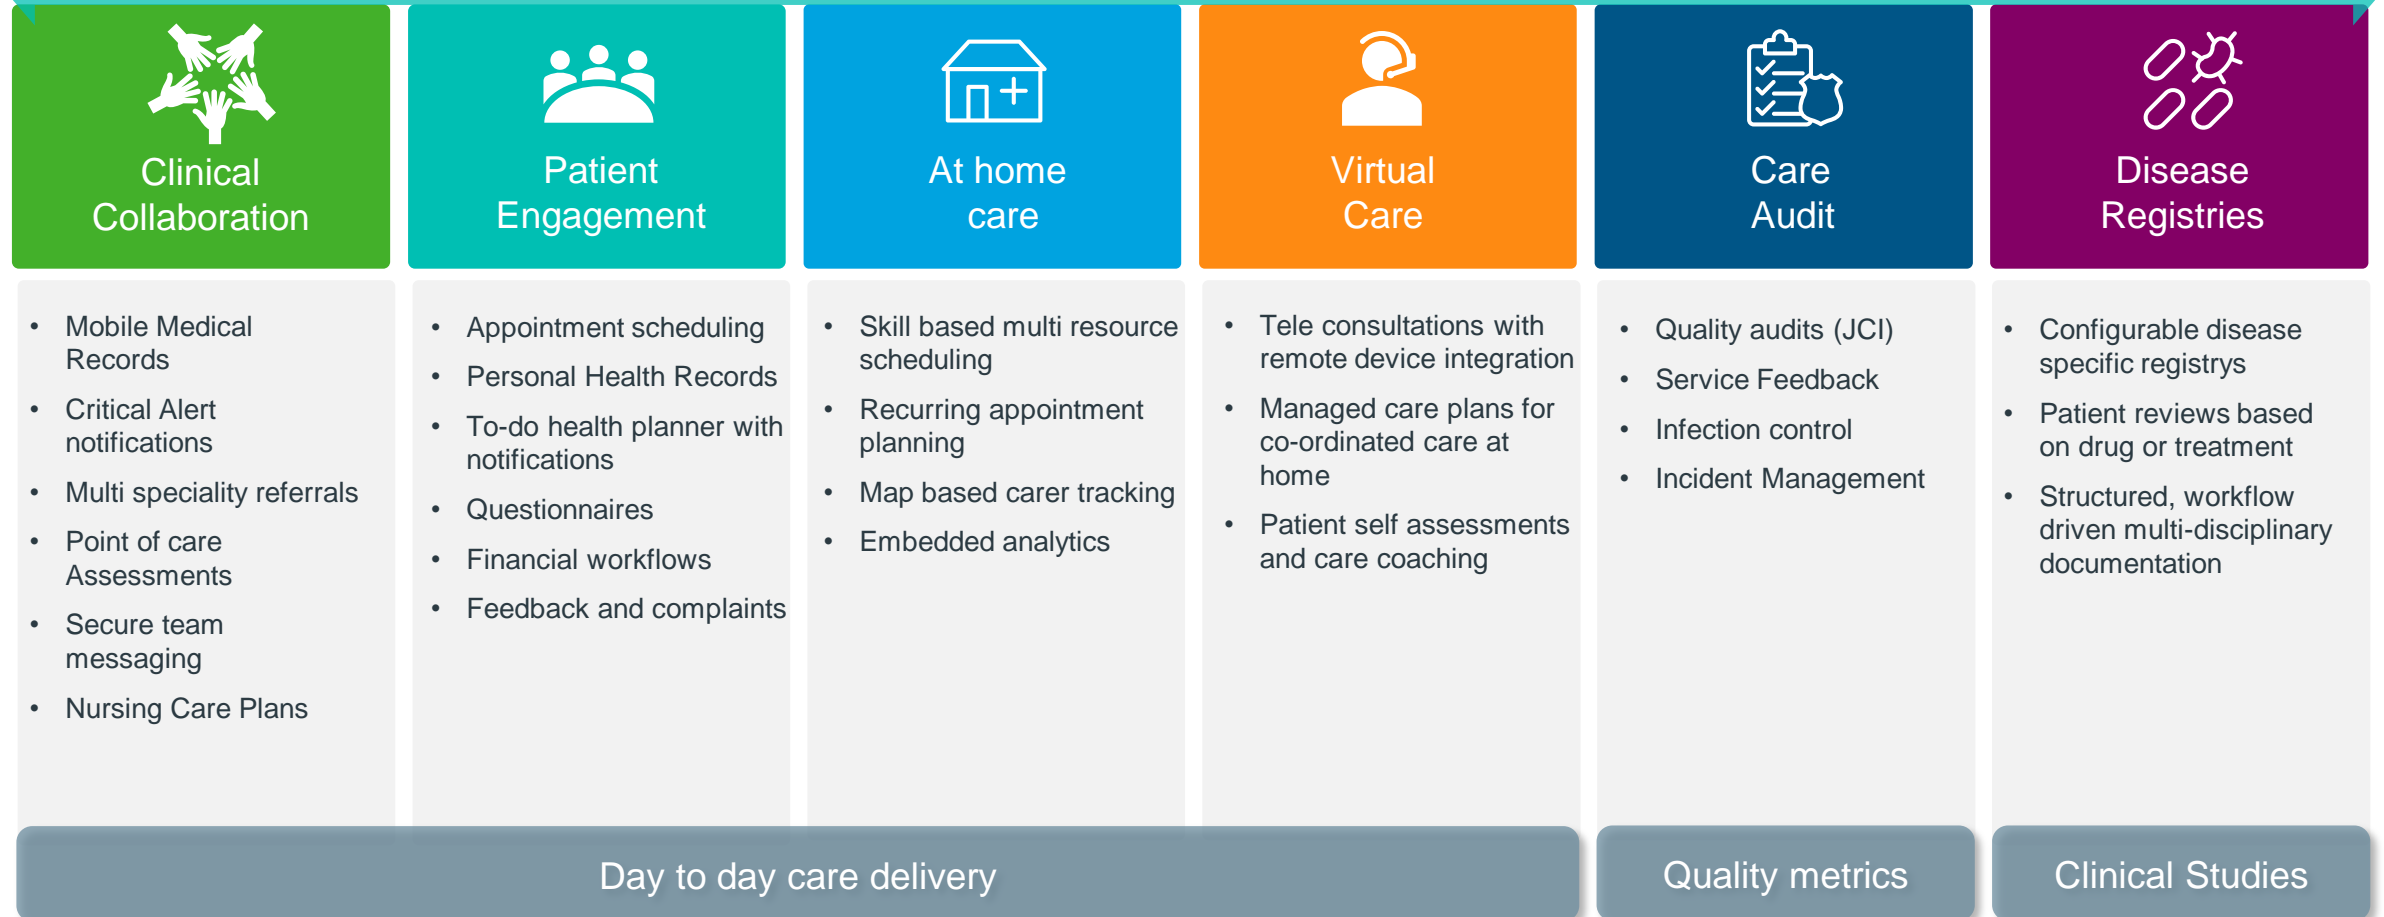 Clinical
Collaboration
Patient
Engagement
At home
care
Virtual
Care
Care
Audit
Disease
Registries
• Mobile Medical
Records
• Critical Alert
notifications
• Multi speciality referrals
• Point of care
Assessments
• Secure team
messaging
• Nursing Care Plans
• Appointment scheduling
• Personal Health Records
• To-do health planner with
notifications
• Questionnaires
• Financial workflows
• Feedback and complaints
• Skill based multi resource
scheduling
• Recurring appointment
planning
• Map based carer tracking
• Embedded analytics
• Tele consultations with
remote device integration
• Managed care plans for
co-ordinated care at
home
• Patient self assessments
and care coaching
• Quality audits (JCI)
• Service Feedback
• Infection control
• Incident Management
• Configurable disease
specific registrys
• Patient reviews based
on drug or treatment
• Structured, workflow
driven multi-disciplinary
documentation
Day to day care delivery
Quality metrics
Clinical Studies